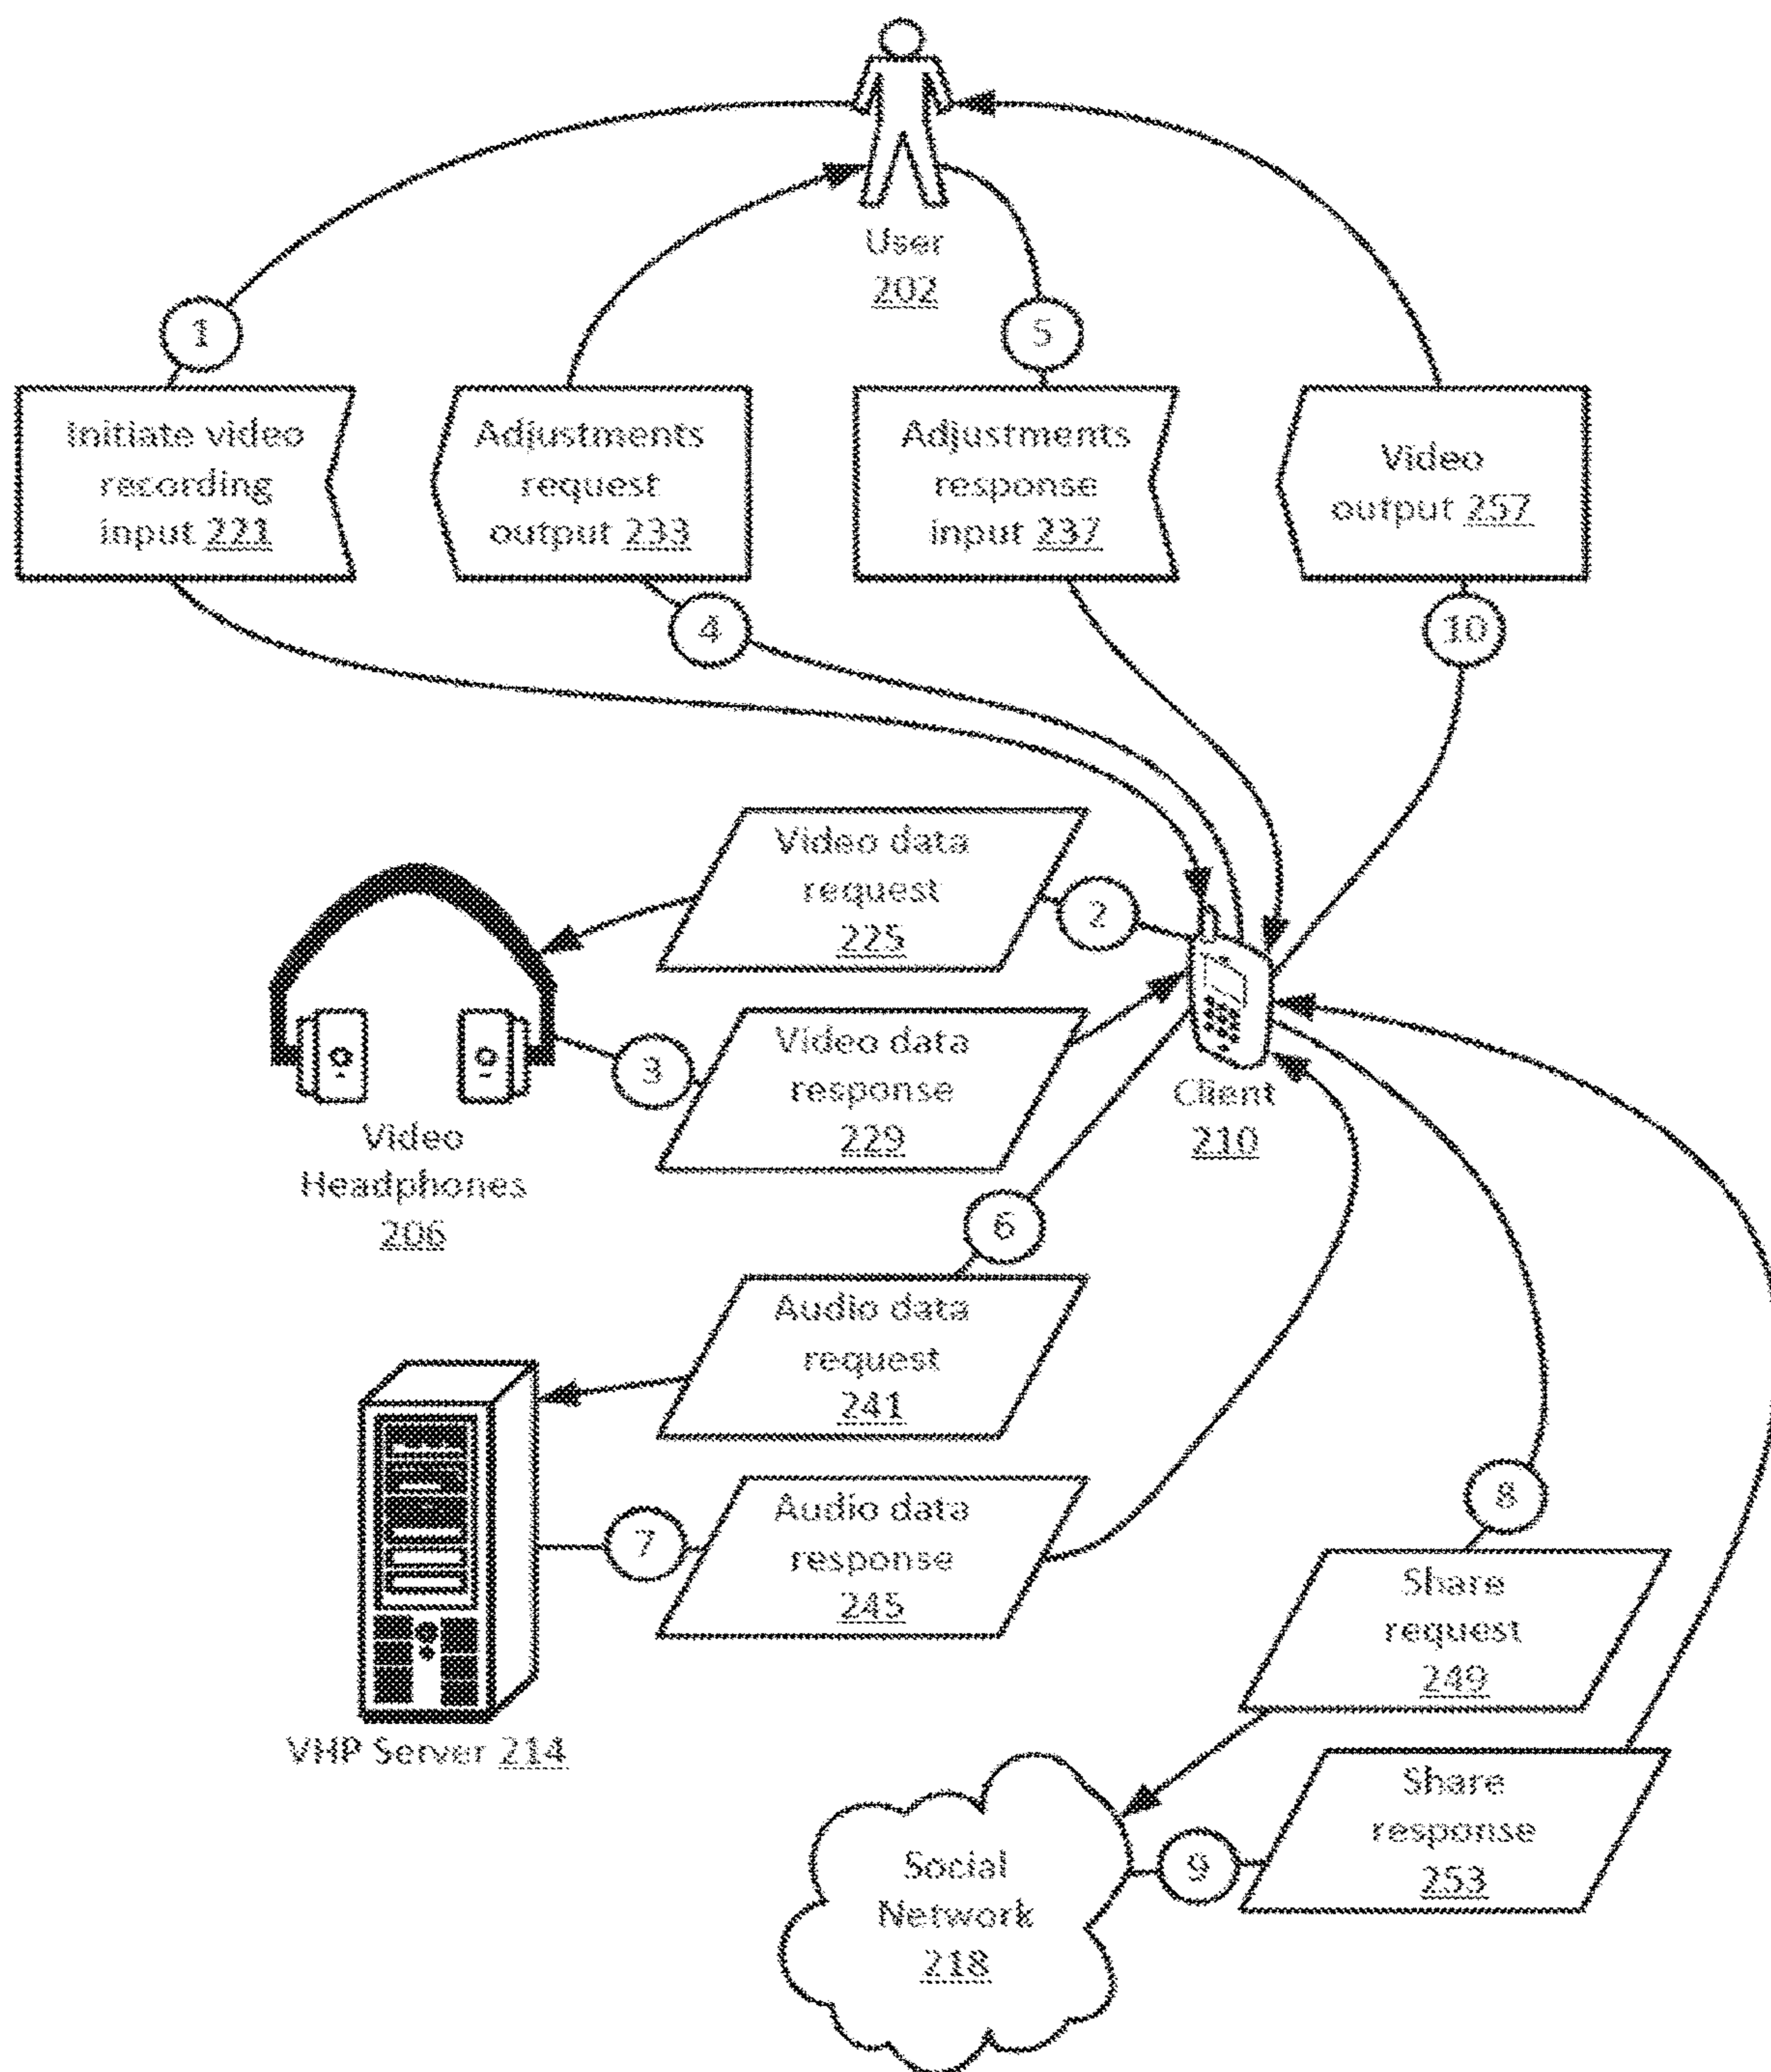 User
202
1
5
Initiate video
recording
input 221
Adjustments
request
output 233
Adjustments
response
input 237
Video
output 257
4
10
Video data
request
225
2
Video data
response
229
3
Client
210
Video
Headphones
206
6
Audio data
request
241
Audio data
response
245
7
8
VHP Server 214
Share
request
249
Share
response
253
9
Social
Network
218